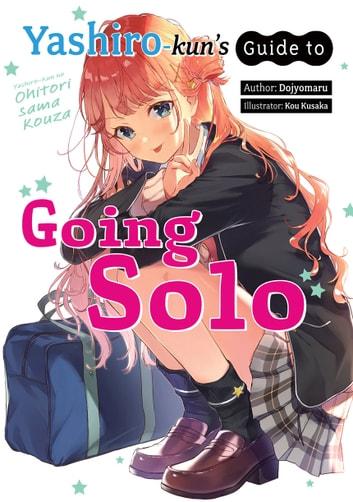 Yashiro-kun's Guide to
Yashiro-Kun no
Ohitori
sama
Kouza
Author: Dojyomaru
Illustrator: Kou Kusaka
Going
Solo